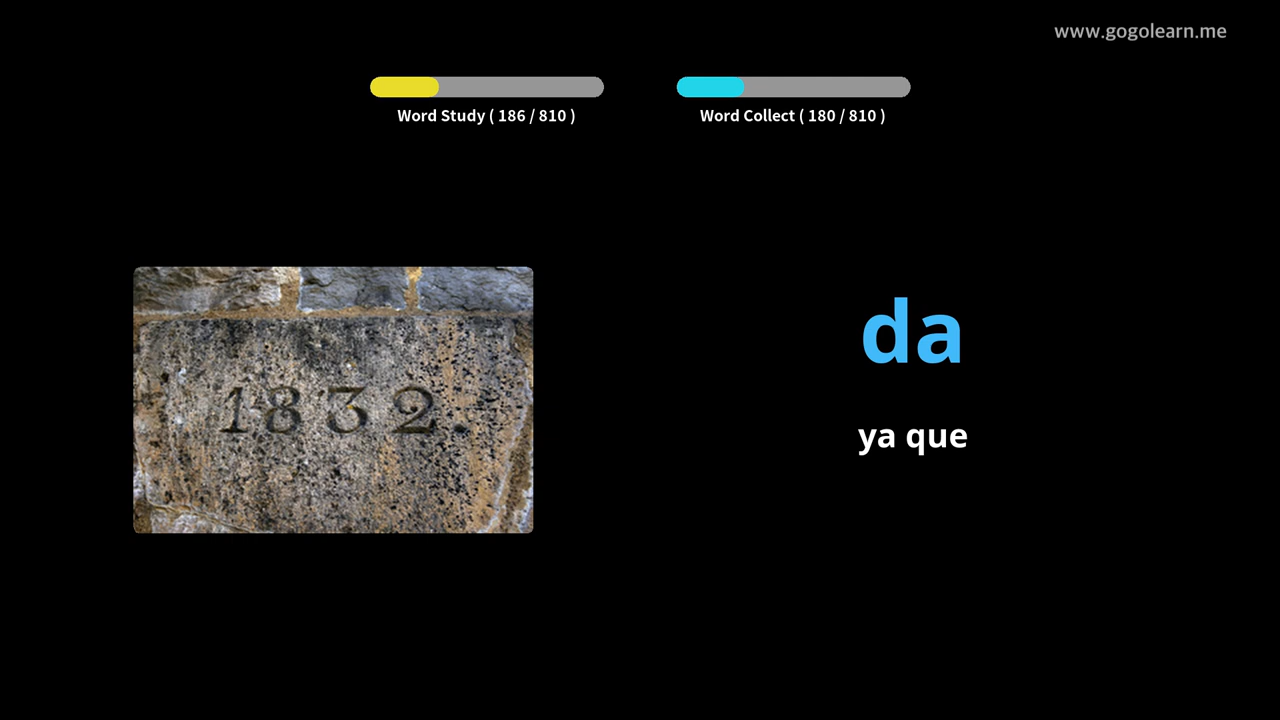 www.gogolearn.me
Word Study ( 186 / 810 )
Word Collect ( 180 / 810 )
1832.
da
ya que